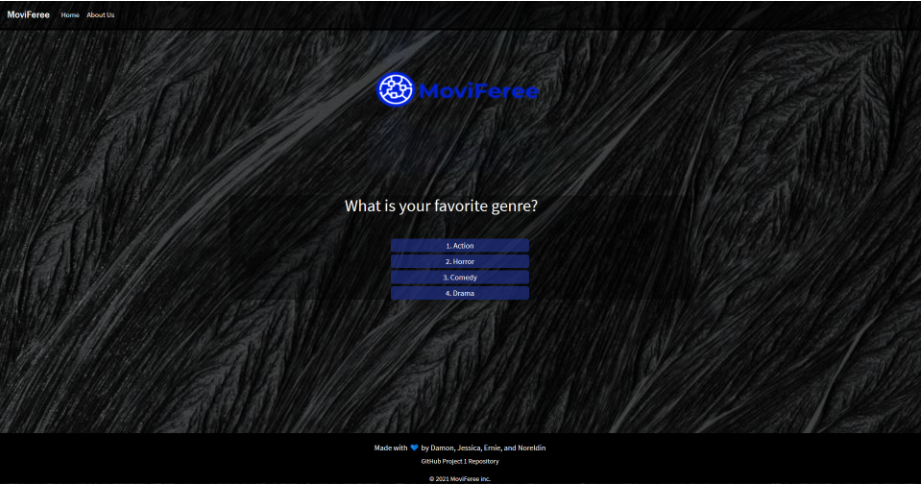 MoviFeree Home About Us
MoviFeree
What is your favorite genre?
1. Action
2. Horror
3. Comedy
4. Drama
Made with 💙 by Damon, Jessica, Ernie, and Noreldin
GitHub Project 1 Repository
© 2021 MoviFeree inc.